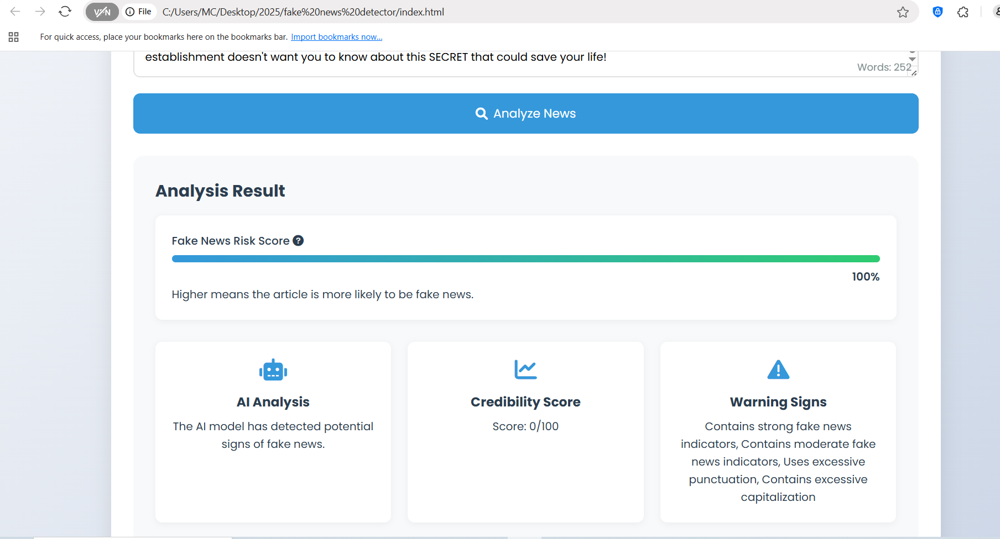 VPN
File
C:/Users/MC/Desktop/2025/fake%20news%20detector/index.html
For quick access, place your bookmarks here on the bookmarks bar. Import bookmarks now...
establishment doesn't want you to know about this SECRET that could save your life!
Words: 252
Analyze News
Analysis Result
Fake News Risk Score ?
100%
Higher means the article is more likely to be fake news.
AI Analysis
The AI model has detected potential
signs of fake news.
Credibility Score
Score: 0/100
Warning Signs
Contains strong fake news
indicators, Contains moderate fake
news indicators, Uses excessive
punctuation, Contains excessive
capitalization